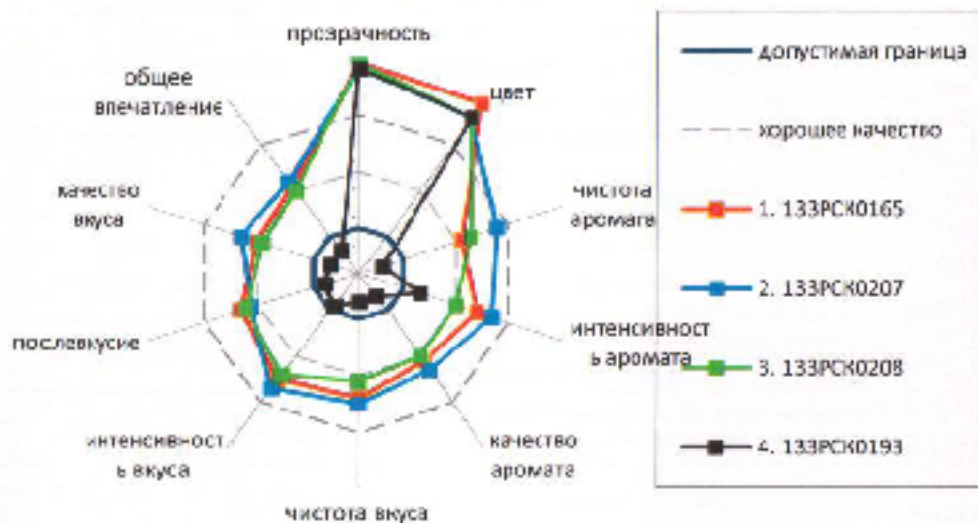 прозрачность
цвет
чистота
аромата
интенсивност
ь аромата
качество
аромата
чистота вкуса
интенсивност
ь вкуса
послевкусие
качество
вкуса
общее
впечатление
допустимая граница
хорошее качество
1. 133РСК0165
2. 133РСК0207
3. 133РСК0208
4. 133РСК0193